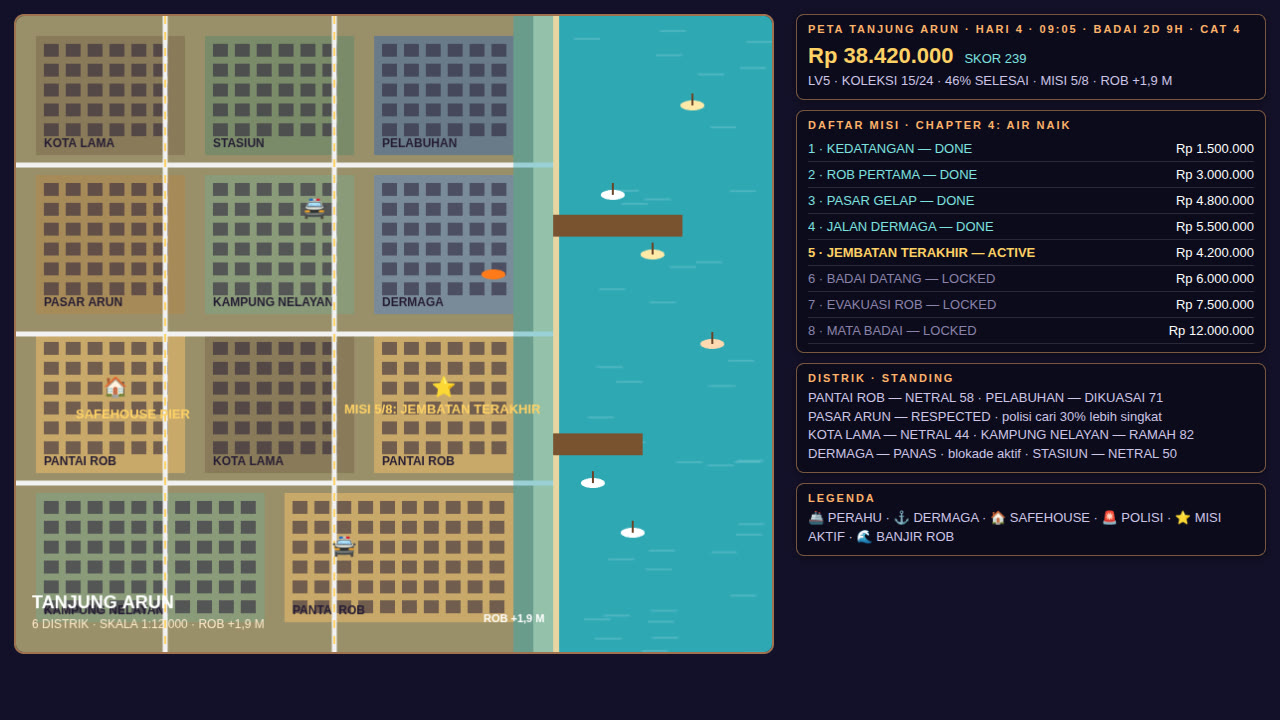 KOTA LAMA
STASIUN
PELABUHAN
PASAR ARUN
KAMPUNG NELAYAN
DERMAGA
SAFEHOUSE PIER
MISI 5/8: JEMBATAN TERAKHIR
PANTAI ROB
KOTA LAMA
PANTAI ROB
KAMPUNG NELAYAN
PANTAI ROB
TANJUNG ARUN
6 DISTRIK · SKALA 1:12.000 · ROB +1,9 M
ROB +1,9 M
PETA TANJUNG ARUN · HARI 4 · 09:05 · BADAI 2D 9H · CAT 4
Rp 38.420.000 SKOR 239
LV5 · KOLEKSI 15/24 · 46% SELESAI · MISI 5/8 · ROB +1,9 M
DAFTAR MISI · CHAPTER 4: AIR NAIK
1 · KEDATANGAN — DONE Rp 1.500.000
2 · ROB PERTAMA — DONE Rp 3.000.000
3 · PASAR GELAP — DONE Rp 4.800.000
4 · JALAN DERMAGA — DONE Rp 5.500.000
5 · JEMBATAN TERAKHIR — ACTIVE Rp 4.200.000
6 · BADAI DATANG — LOCKED Rp 6.000.000
7 · EVAKUASI ROB — LOCKED Rp 7.500.000
8 · MATA BADAI — LOCKED Rp 12.000.000
DISTRIK · STANDING
PANTAI ROB — NETRAL 58 · PELABUHAN — DIKUASAI 71
PASAR ARUN — RESPECTED · polisi cari 30% lebih singkat
KOTA LAMA — NETRAL 44 · KAMPUNG NELAYAN — RAMAH 82
DERMAGA — PANAS · blokade aktif · STASIUN — NETRAL 50
LEGENDA
🚢 PERAHU · ⚓ DERMAGA · 🏠 SAFEHOUSE · 🚨 POLISI · ⭐ MISI
AKTIF · 🌊 BANJIR ROB